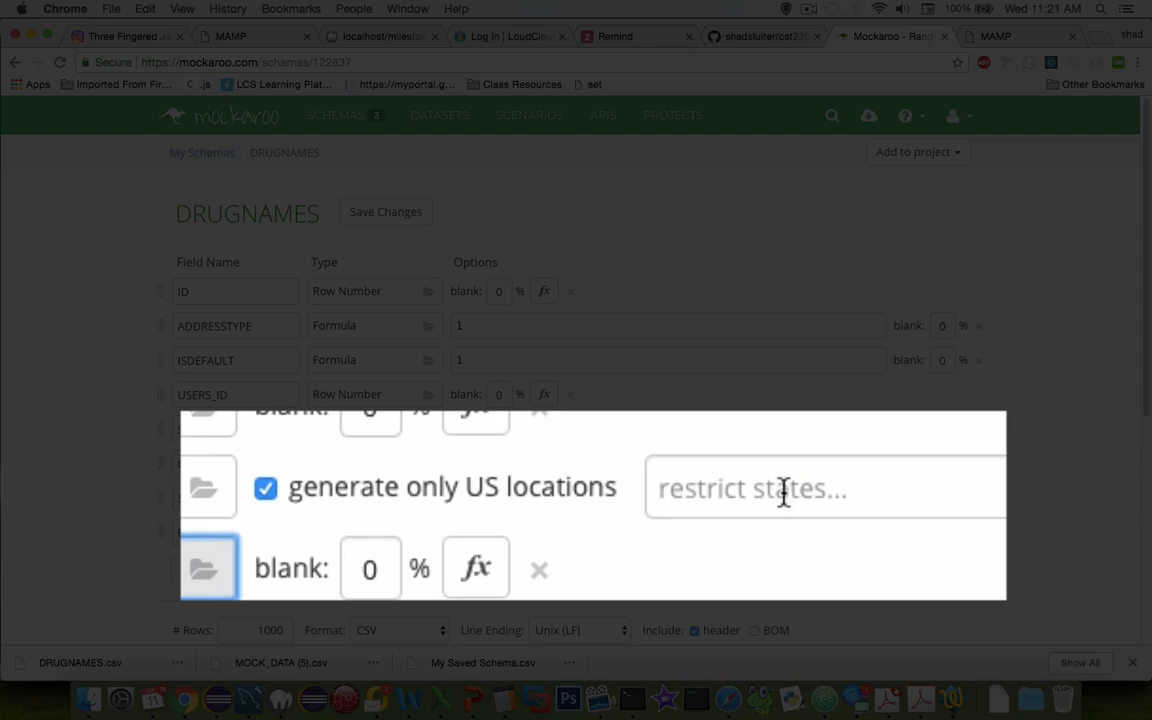 Chrome File Edit View History Bookmarks People Window Help 100% Wed 11:21 AM
Three Fingered MAMP localhost/milesto Log In | LoudClou Remind shadsluiter/cst23 Mockaroo - Ran MAMP shad
Secure https://mockaroo.com/schemas/122837
Apps Imported From Fir... .js LCS Learning Plat... https://myportal.g... Class Resources set Other Bookmarks
mockaroo SCHEMAS 3 DATASETS SCENARIOS APIS PROJECTS
My Schemas / DRUGNAMES Add to project
DRUGNAMES Save Changes
Field Name Type Options
ID Row Number blank: 0 % fx ×
ADDRESSTYPE Formula 1 blank: 0 % ×
ISDEFAULT Formula 1 blank: 0 % ×
USERS_ID Row Number blank: 0 % fx ×
blank: 0 % fx ×
generate only US locations restrict states...
blank: 0 % fx ×
# Rows: 1000 Format: CSV Line Ending: Unix (LF) Include: header BOM
DRUGNAMES.csv MOCK_DATA (5).csv My Saved Schema.csv Show All ×